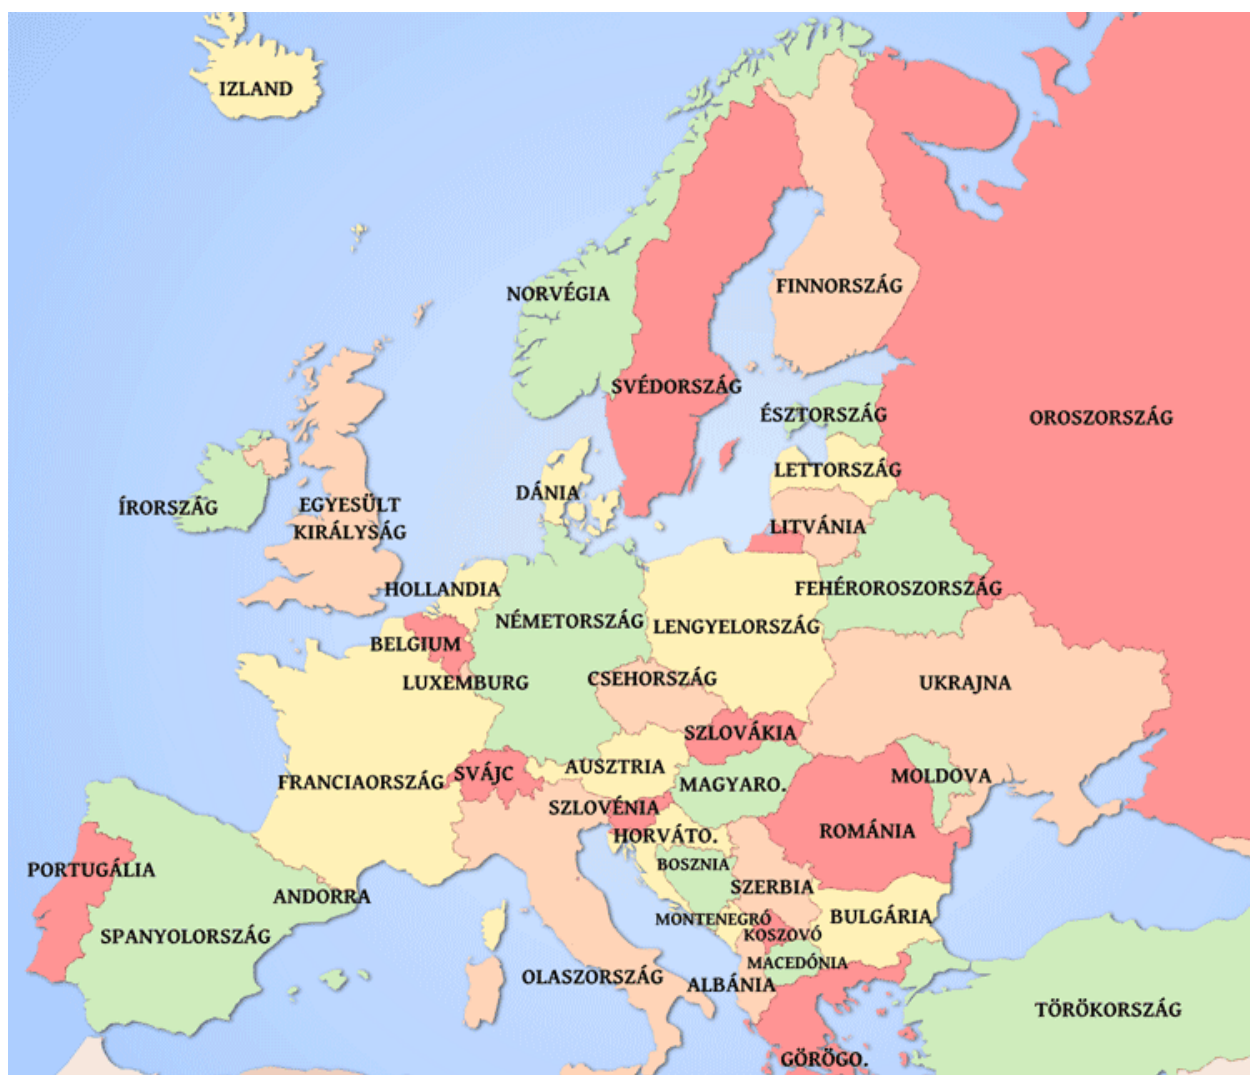 IZLAND
NORVÉGIA
FINNORSZÁG
SVÉDORSZÁG
ÉSZTORSZÁG
OROSZORSZÁG
LETTORSZÁG
DÁNIA
ÍRORSZÁG
EGYESÜLT
KIRÁLYSÁG
LITVÁNIA
HOLLANDIA
FEHÉROROSZORSZÁG
NÉMETORSZÁG
LENGYELORSZÁG
BELGIUM
LUXEMBURG
CSEHORSZÁG
UKRAJNA
SZLOVÁKIA
FRANCIAORSZÁG
SVÁJC
AUSZTRIA
MAGYARO.
MOLDOVA
SZLOVÉNIA
HORVÁTO.
ROMÁNIA
BOSZNIA
PORTUGÁLIA
ANDORRA
SZERBIA
MONTENEGRÓ
BULGÁRIA
SPANYOLORSZÁG
KOSZOVÓ
MACEDÓNIA
OLASZORSZÁG
ALBÁNIA
TÖRÖKORSZÁG
GÖRÖGO.